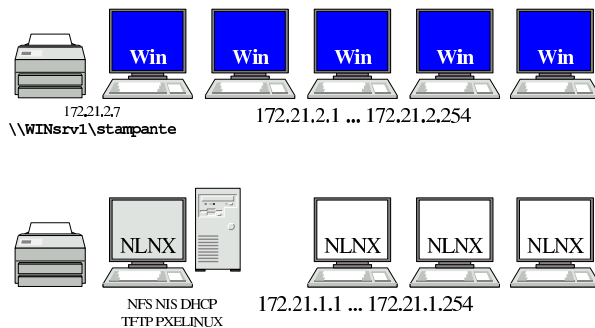 Win Win Win Win Win
172.21.2.7
\\WINsrv1\stampante
172.21.2.1 ... 172.21.2.254
NLNX NLNX NLNX NLNX
NFS NIS DHCP
TFTP PXELINUX
172.21.1.1 ... 172.21.1.254